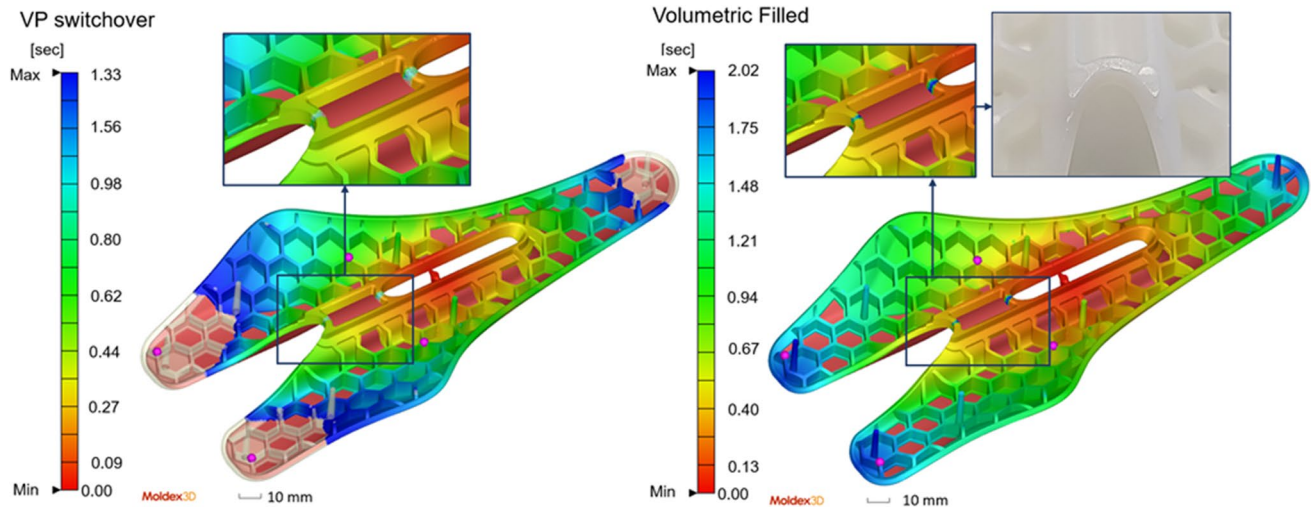 VP switchover
[sec]
Max
1.33
1.56
0.98
0.80
0.62
0.44
0.27
0.09
Min
0.00
Moldex3D
10 mm
Volumetric Filled
[sec]
Max
2.02
1.75
1.48
1.21
0.94
0.67
0.40
0.13
Min
0.00
Moldex3D
10 mm